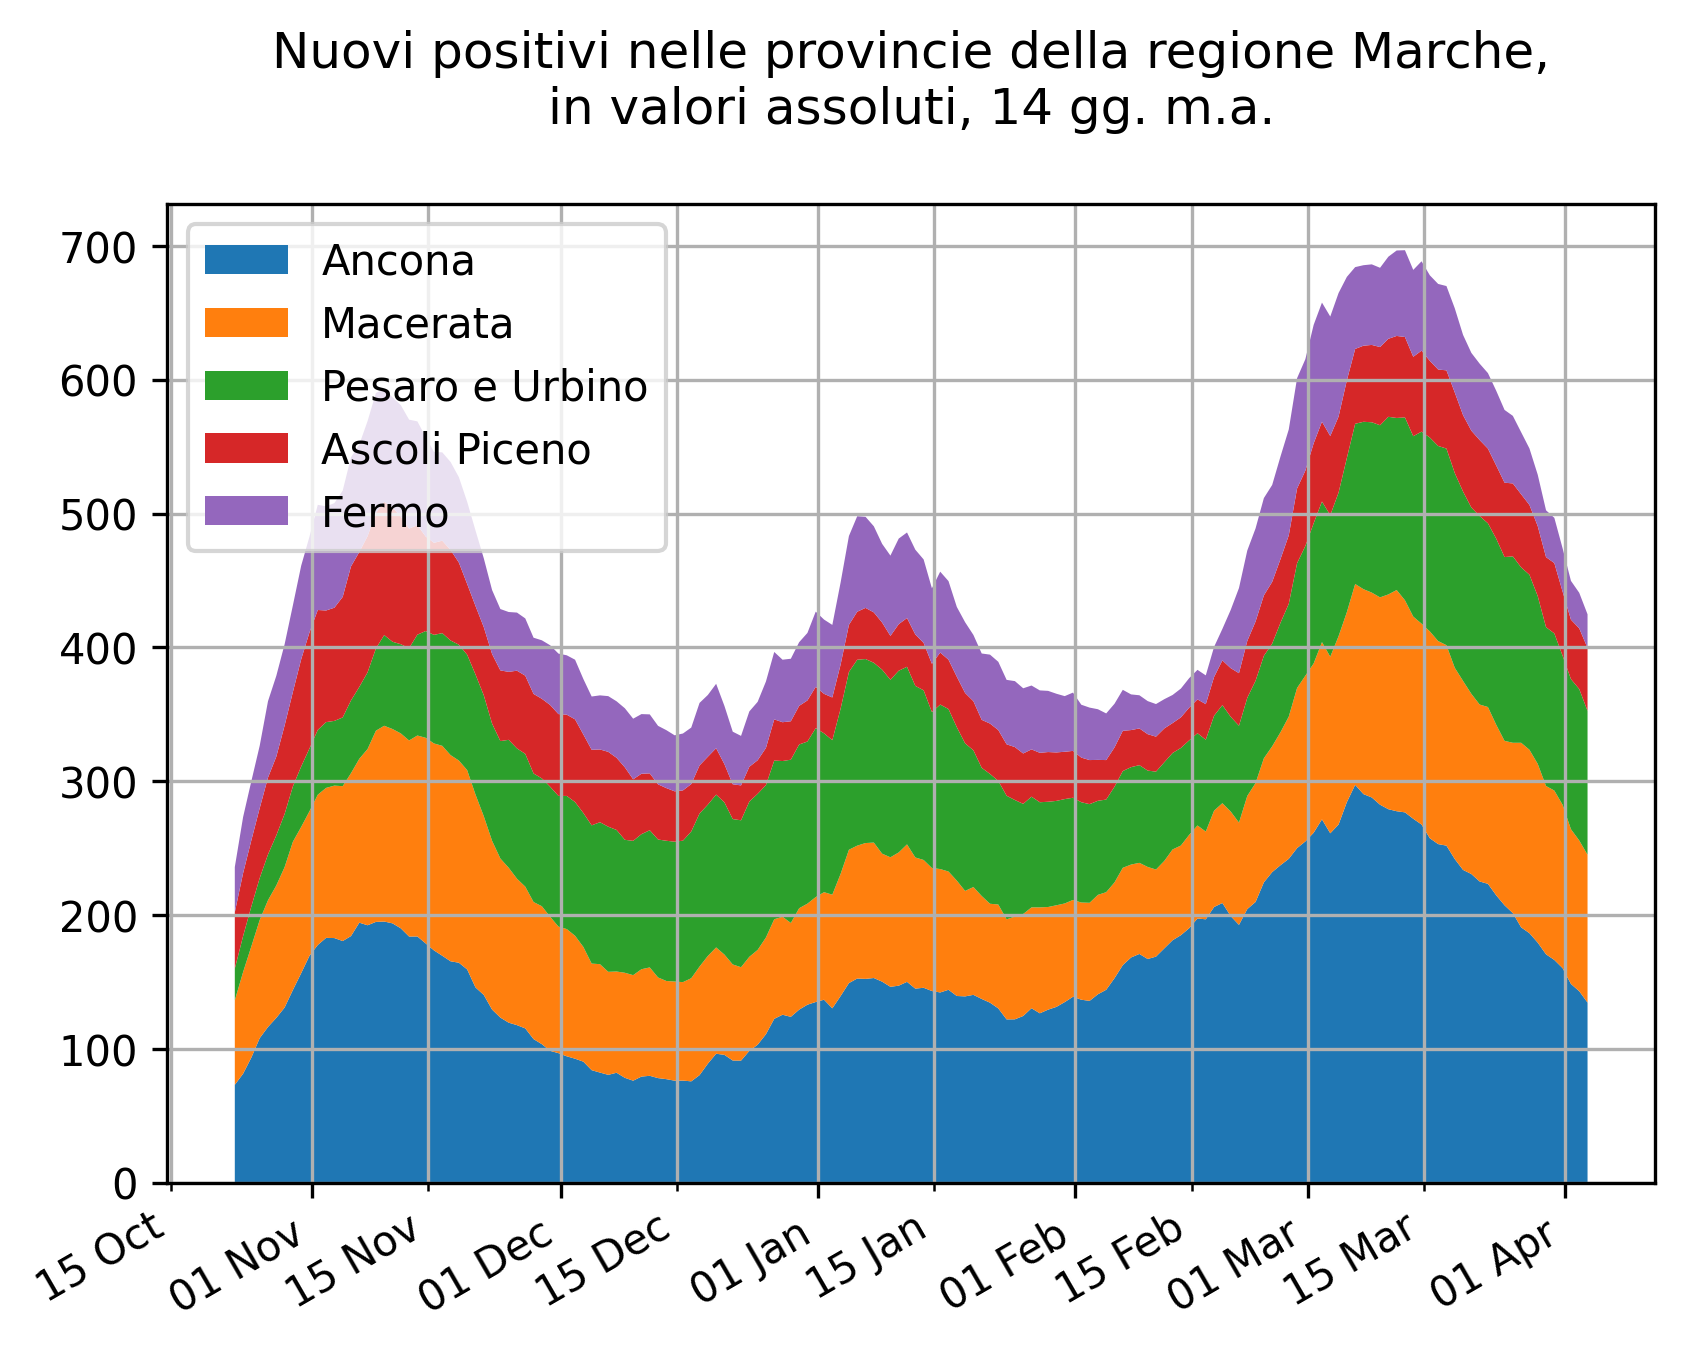 Nuovi positivi nelle provincie della regione Marche,
in valori assoluti, 14 gg. m.a.
700
600
500
400
300
200
100
0
Ancona
Macerata
Pesaro e Urbino
Ascoli Piceno
Fermo
15 Oct
01 Nov
15 Nov
01 Dec
15 Dec
01 Jan
15 Jan
01 Feb
15 Feb
01 Mar
15 Mar
01 Apr